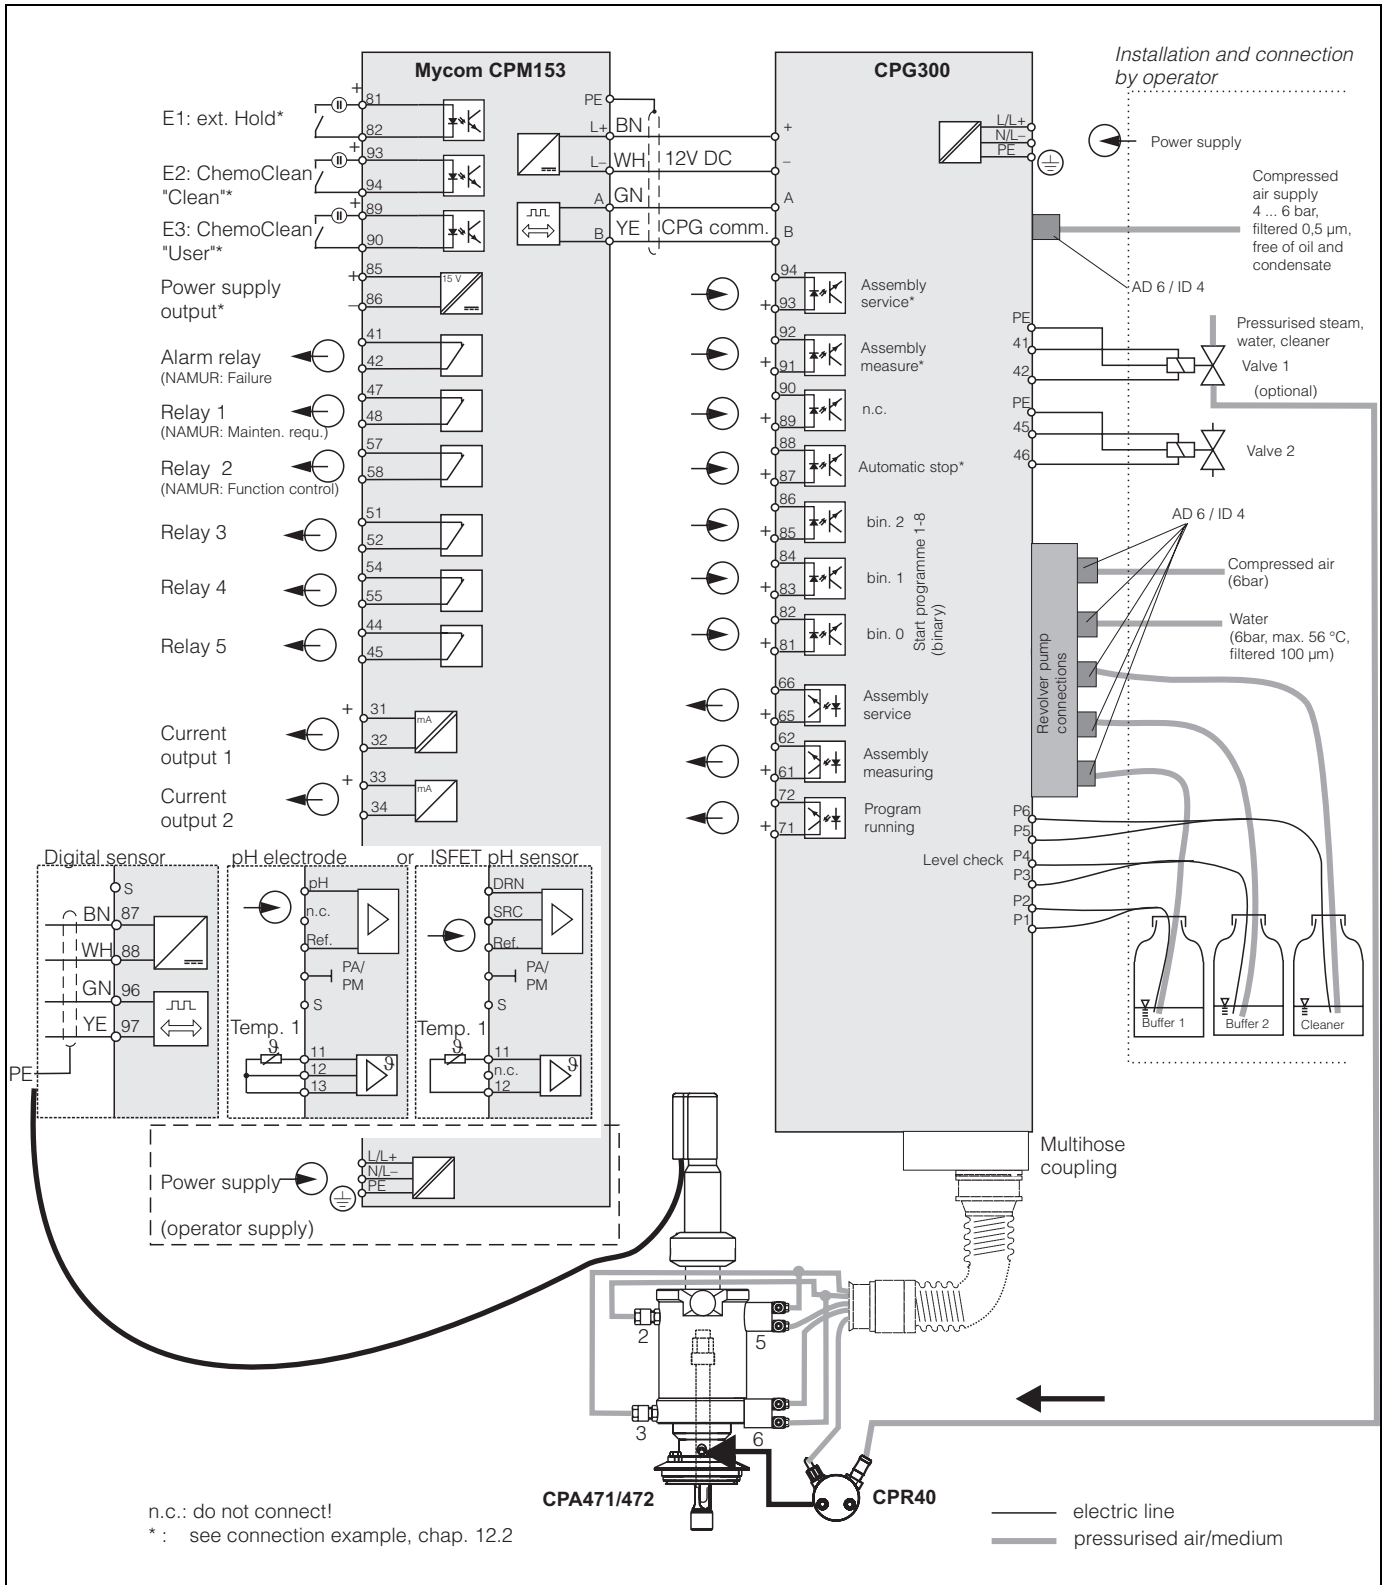 Mycom CPM153
CPG300
Installation and connection
by operator
E1: ext. Hold*
+
81
82
E2: ChemoClean
"Clean"*
+
93
94
E3: ChemoClean
"User"*
+
89
90
Power supply
output*
+
85
–
86
15 V
Alarm relay
(NAMUR: Failure
41
42
Relay 1
(NAMUR: Mainten. requ.)
47
48
Relay 2
(NAMUR: Function control)
57
58
Relay 3
51
52
Relay 4
54
55
Relay 5
44
45
Current
output 1
+
31
32
mA
Current
output 2
+
33
34
mA
PE
L+
BN
+
L–
WH
12V DC
–
A
GN
A
B
YE
CPG comm.
B
94
+
93
Assembly
service*
92
+
91
Assembly
measure*
90
+
89
n.c.
88
+
87
Automatic stop*
86
+
85
bin. 2
84
+
83
bin. 1
82
+
81
bin. 0
Start programme 1-8
(binary)
66
+
65
Assembly
service
62
+
61
Assembly
measuring
72
+
71
Program
running
L/L+
N/L–
PE
Power supply
Compressed
air supply
4 ... 6 bar,
filtered 0,5 µm,
free of oil and
condensate
AD 6 / ID 4
PE
41
42
Pressurised steam,
water, cleaner
Valve 1
(optional)
PE
45
46
Valve 2
AD 6 / ID 4
Revolver pump
connections
Compressed air
(6bar)
Water
(6bar, max. 56 °C,
filtered 100 µm)
Level check
P6
P5
P4
P3
P2
P1
Buffer 1
Buffer 2
Cleaner
Digital sensor
S
BN
87
WH
88
GN
96
YE
97
PE
pH electrode
or
ISFET pH sensor
pH
n.c.
Ref.
PA/
PM
S
Temp. 1
ϑ
11
12
13
ϑ
DRN
SRC
Ref.
PA/
PM
S
Temp. 1
ϑ
11
n.c.
12
ϑ
Power supply
L/L+
N/L–
PE
(operator supply)
Multihose
coupling
2
5
3
6
CPA471/472
CPR40
n.c.: do not connect!
* : see connection example, chap. 12.2
electric line
pressurised air/medium